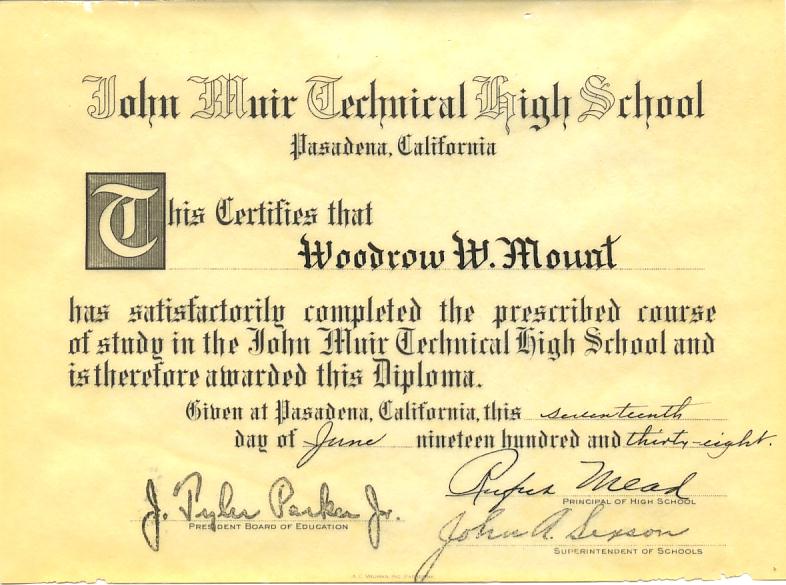 John Muir Technical High School
Pasadena, California
This Certifies that
Woodrow W. Mount
has satisfactorily completed the prescribed course
of study in the John Muir Technical High School and
is therefore awarded this Diploma.
Given at Pasadena, California, this seventeenth
day of June nineteen hundred and thirty-eight.
J. Tyler Parker Jr.
PRESIDENT BOARD OF EDUCATION
Rufus Mead
PRINCIPAL OF HIGH SCHOOL
John A. Sexson
SUPERINTENDENT OF SCHOOLS